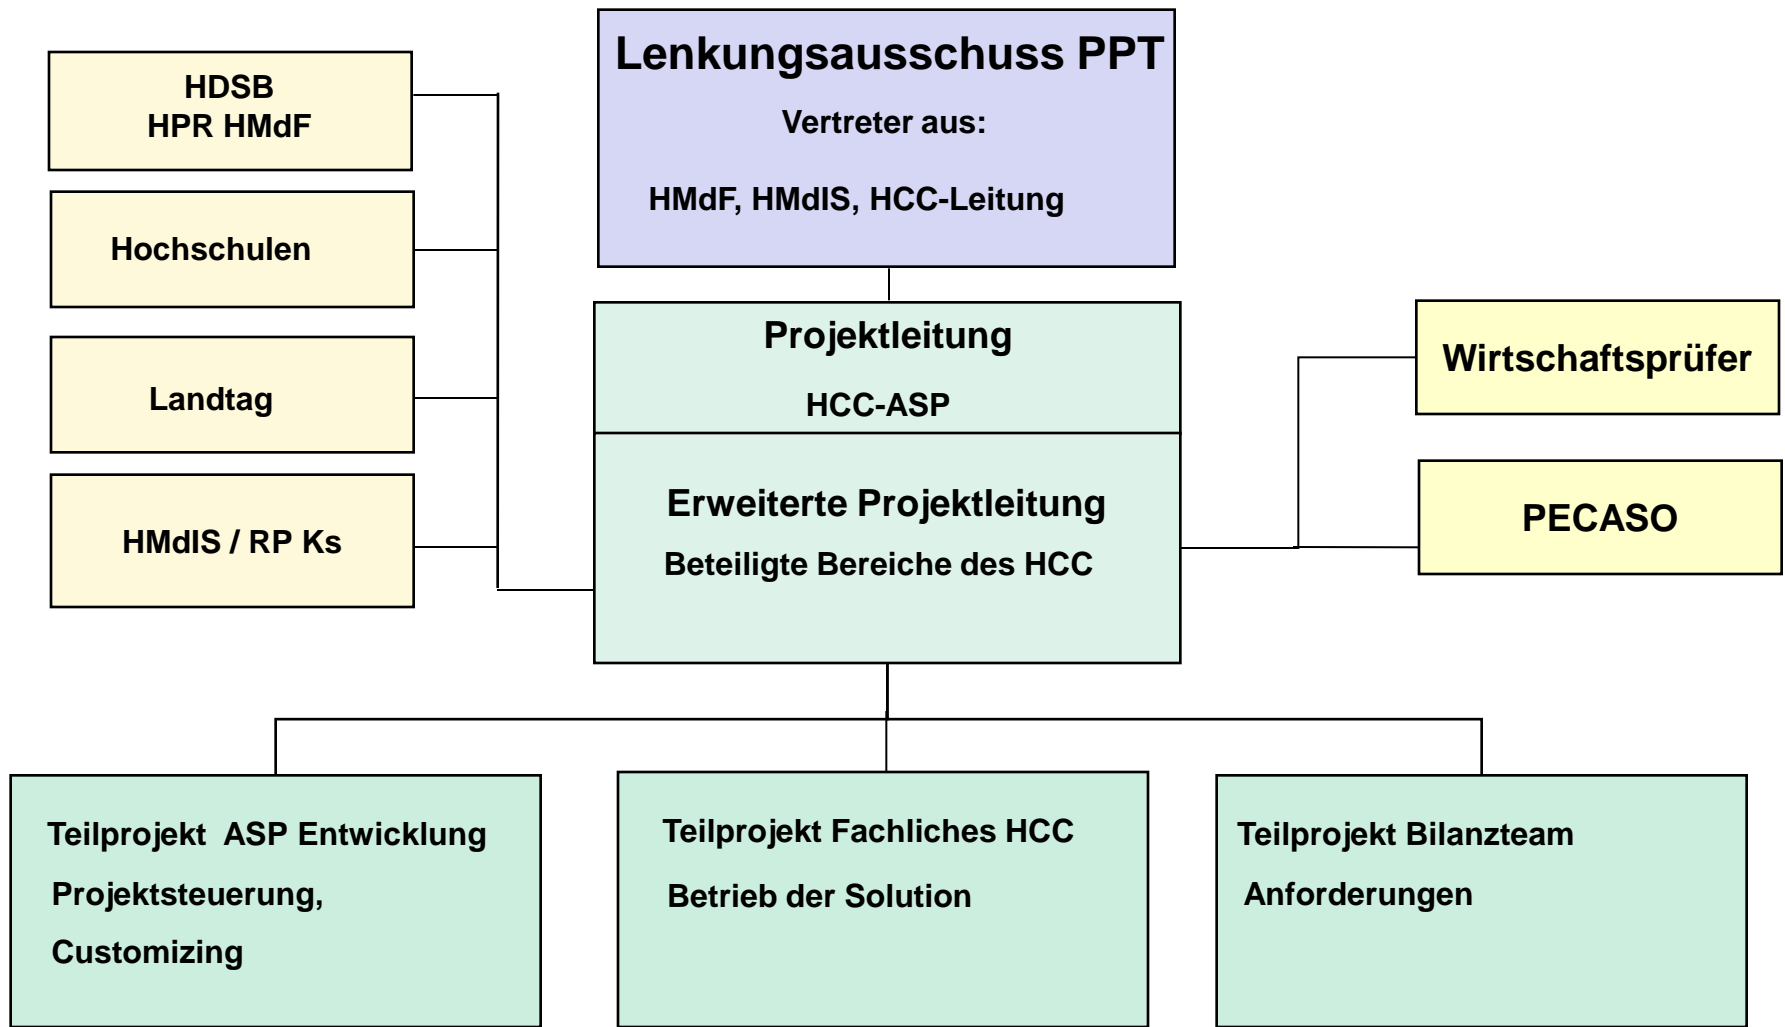 Lenkungsausschuss PPT
Vertreter aus:
HMdF, HMdIS, HCC-Leitung
HDSB
HPR HMdF
Hochschulen
Landtag
HMdIS / RP Ks
Projektleitung
HCC-ASP
Erweiterte Projektleitung
Beteiligte Bereiche des HCC
Wirtschaftsprüfer
PECASO
Teilprojekt ASP Entwicklung
Projektsteuerung,
Customizing
Teilprojekt Fachliches HCC
Betrieb der Solution
Teilprojekt Bilanzteam
Anforderungen